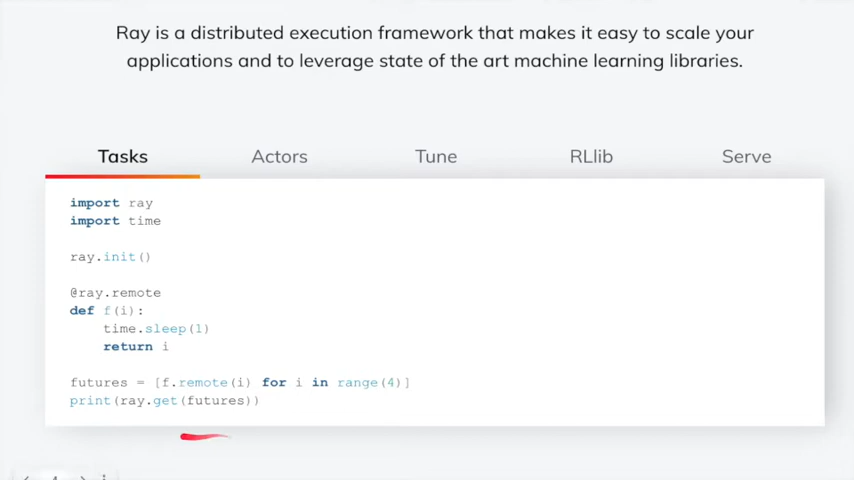 Ray is a distributed execution framework that makes it easy to scale your
applications and to leverage state of the art machine learning libraries.
Tasks Actors Tune RLlib Serve
import ray
import time
ray.init()
@ray.remote
def f(i):
    time.sleep(1)
    return i
futures = [f.remote(i) for i in range(4)]
print(ray.get(futures))